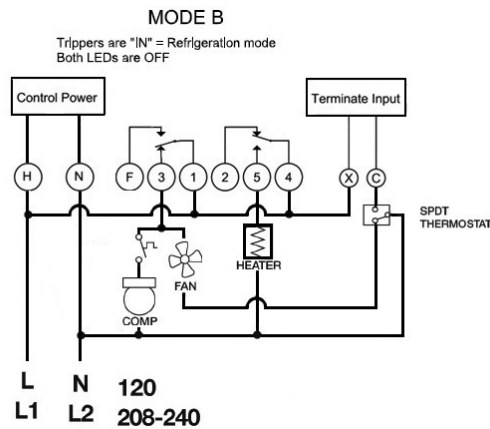 MODE B
Trippers are "IN" = Refrigeration mode
Both LEDs are OFF
Control Power
Terminate Input
H N F 3 1 2 5 4 X C
SPDT
THERMOSTAT
HEATER
FAN
COMP
L N 120
L1 L2 208-240